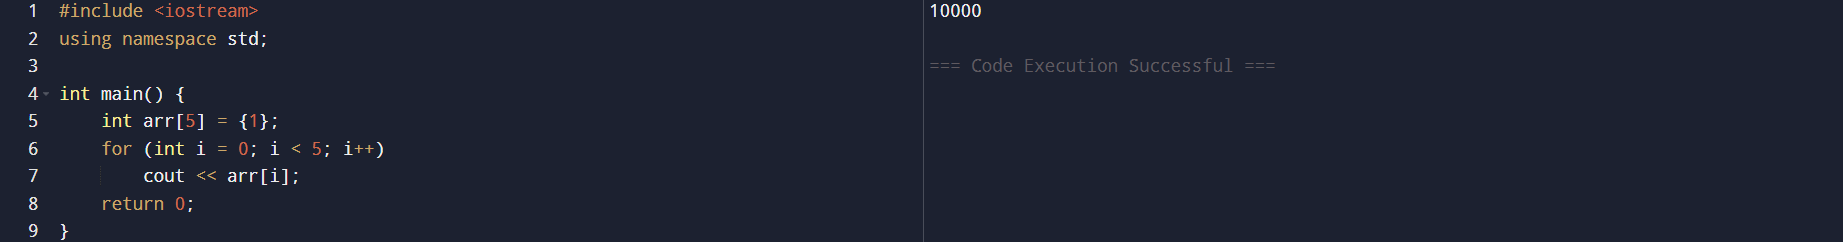 1 #include <iostream>
2 using namespace std;
3
4 int main() {
5     int arr[5] = {1};
6     for (int i = 0; i < 5; i++)
7         cout << arr[i];
8     return 0;
9 }
10000
=== Code Execution Successful ===